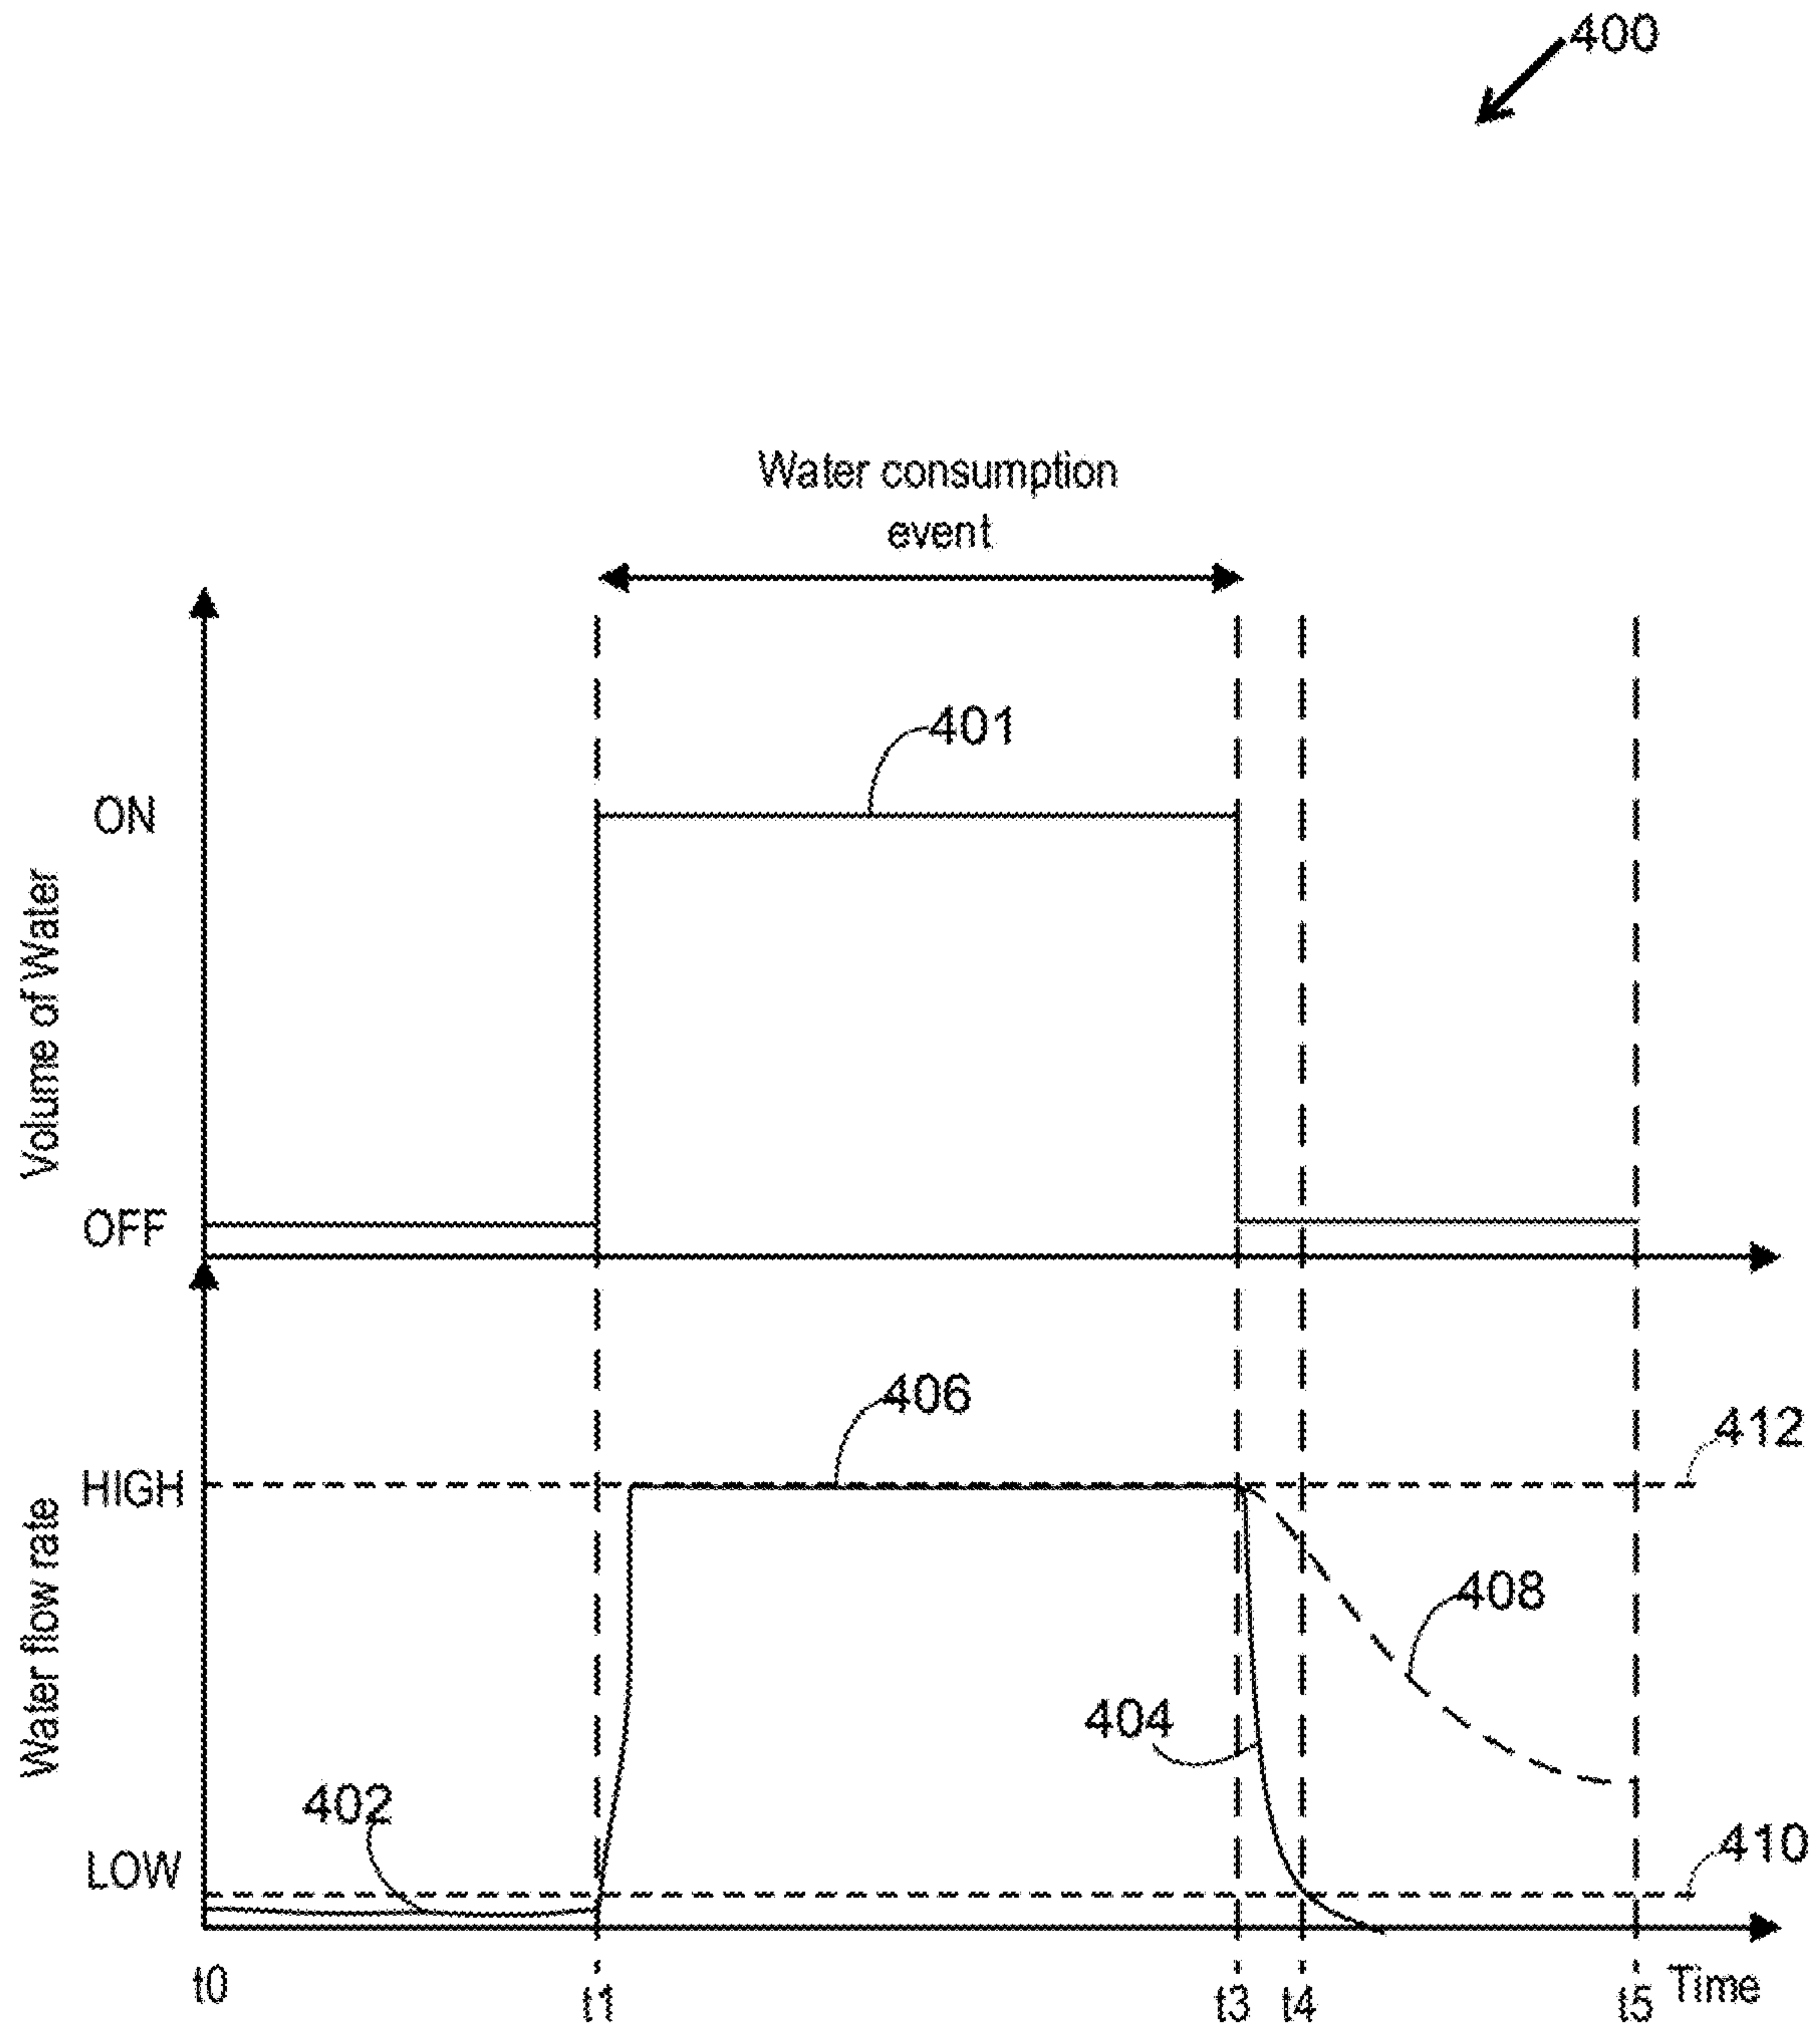 400
Water consumption
event
401
ON
Volume of Water
OFF
406
412
HIGH
Water flow rate
408
404
402
410
LOW
t0
t1
t3
t4
t5
Time